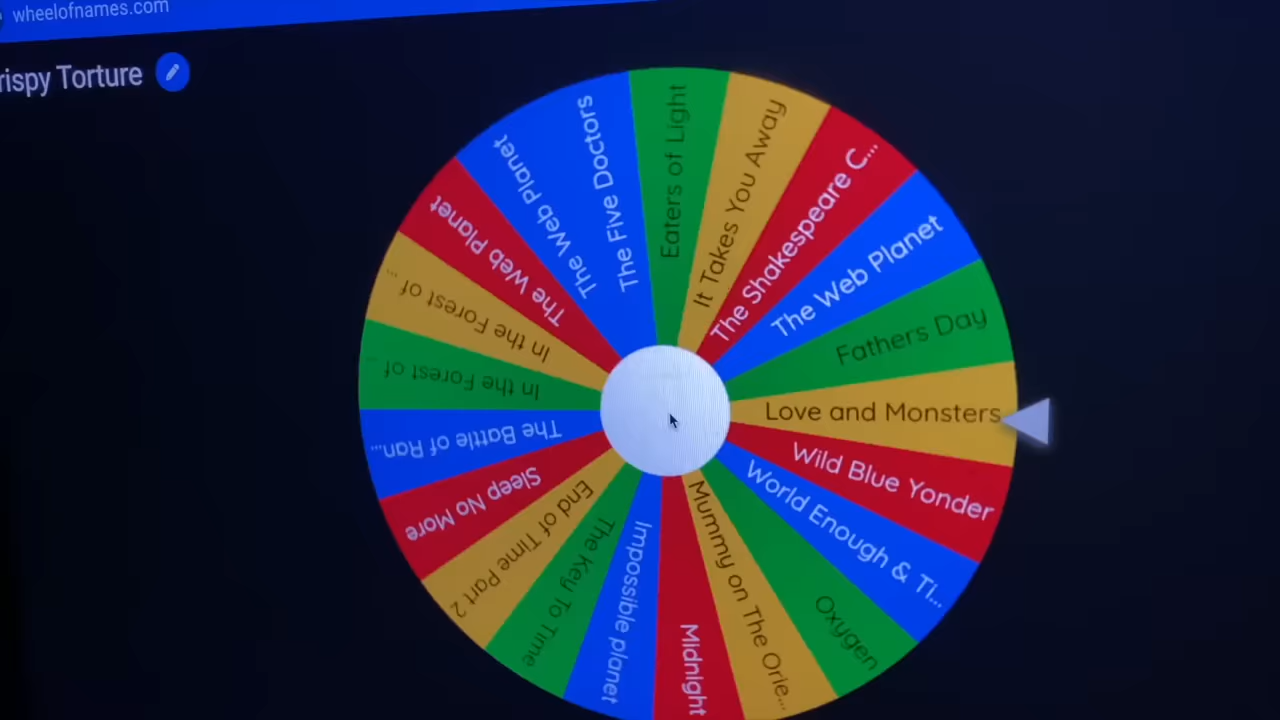 wheelofnames.com
rispy Torture
Eaters of Light
It Takes You Away
The Shakespeare C...
The Web Planet
Fathers Day
Love and Monsters
Wild Blue Yonder
World Enough & Ti...
Oxygen
Mummy on The Orie...
Midnight
Impossible planet
The Key To Time
End of Time Part 2
Sleep No More
The Battle of Ran...
In the Forest of ...
In the Forest of ...
The Web Planet
The Web Planet
The Five Doctors